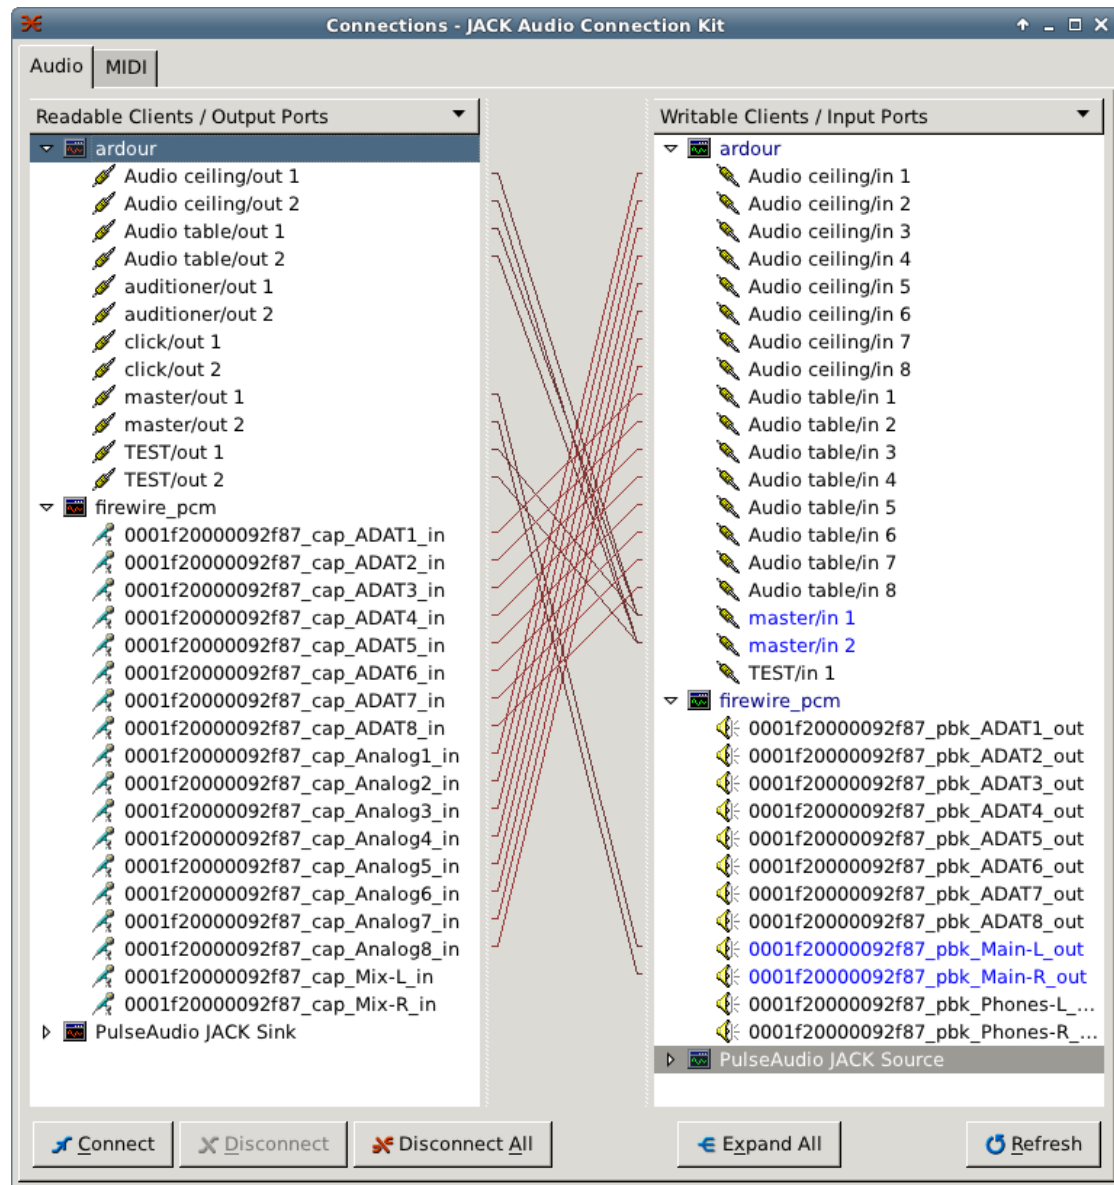 Connections - JACK Audio Connection Kit
Audio
MIDI
Readable Clients / Output Ports
ardour
Audio ceiling/out 1
Audio ceiling/out 2
Audio table/out 1
Audio table/out 2
auditioner/out 1
auditioner/out 2
click/out 1
click/out 2
master/out 1
master/out 2
TEST/out 1
TEST/out 2
firewire_pcm
0001f20000092f87_cap_ADAT1_in
0001f20000092f87_cap_ADAT2_in
0001f20000092f87_cap_ADAT3_in
0001f20000092f87_cap_ADAT4_in
0001f20000092f87_cap_ADAT5_in
0001f20000092f87_cap_ADAT6_in
0001f20000092f87_cap_ADAT7_in
0001f20000092f87_cap_ADAT8_in
0001f20000092f87_cap_Analog1_in
0001f20000092f87_cap_Analog2_in
0001f20000092f87_cap_Analog3_in
0001f20000092f87_cap_Analog4_in
0001f20000092f87_cap_Analog5_in
0001f20000092f87_cap_Analog6_in
0001f20000092f87_cap_Analog7_in
0001f20000092f87_cap_Analog8_in
0001f20000092f87_cap_Mix-L_in
0001f20000092f87_cap_Mix-R_in
PulseAudio JACK Sink
Writable Clients / Input Ports
ardour
Audio ceiling/in 1
Audio ceiling/in 2
Audio ceiling/in 3
Audio ceiling/in 4
Audio ceiling/in 5
Audio ceiling/in 6
Audio ceiling/in 7
Audio ceiling/in 8
Audio table/in 1
Audio table/in 2
Audio table/in 3
Audio table/in 4
Audio table/in 5
Audio table/in 6
Audio table/in 7
Audio table/in 8
master/in 1
master/in 2
TEST/in 1
firewire_pcm
0001f20000092f87_pbk_ADAT1_out
0001f20000092f87_pbk_ADAT2_out
0001f20000092f87_pbk_ADAT3_out
0001f20000092f87_pbk_ADAT4_out
0001f20000092f87_pbk_ADAT5_out
0001f20000092f87_pbk_ADAT6_out
0001f20000092f87_pbk_ADAT7_out
0001f20000092f87_pbk_ADAT8_out
0001f20000092f87_pbk_Main-L_out
0001f20000092f87_pbk_Main-R_out
0001f20000092f87_pbk_Phones-L_...
0001f20000092f87_pbk_Phones-R_...
PulseAudio JACK Source
Connect
Disconnect
Disconnect All
Expand All
Refresh